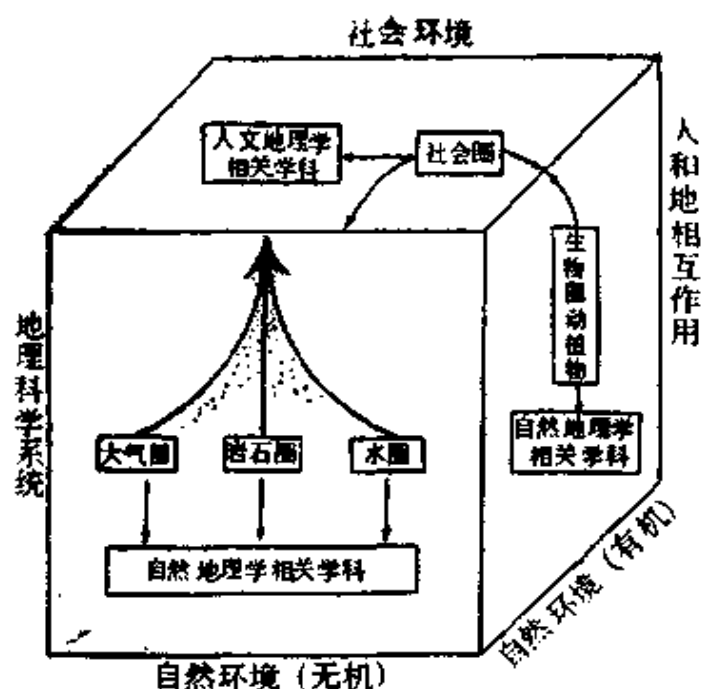 社会环境
人文地理学
相关学科
社会圈
人和地相互作用
生物圈动植物
地理科学系统
大气圈
岩石圈
水圈
自然地理学
相关学科
自然地理学相关学科
自然环境(有机)
自然环境(无机)